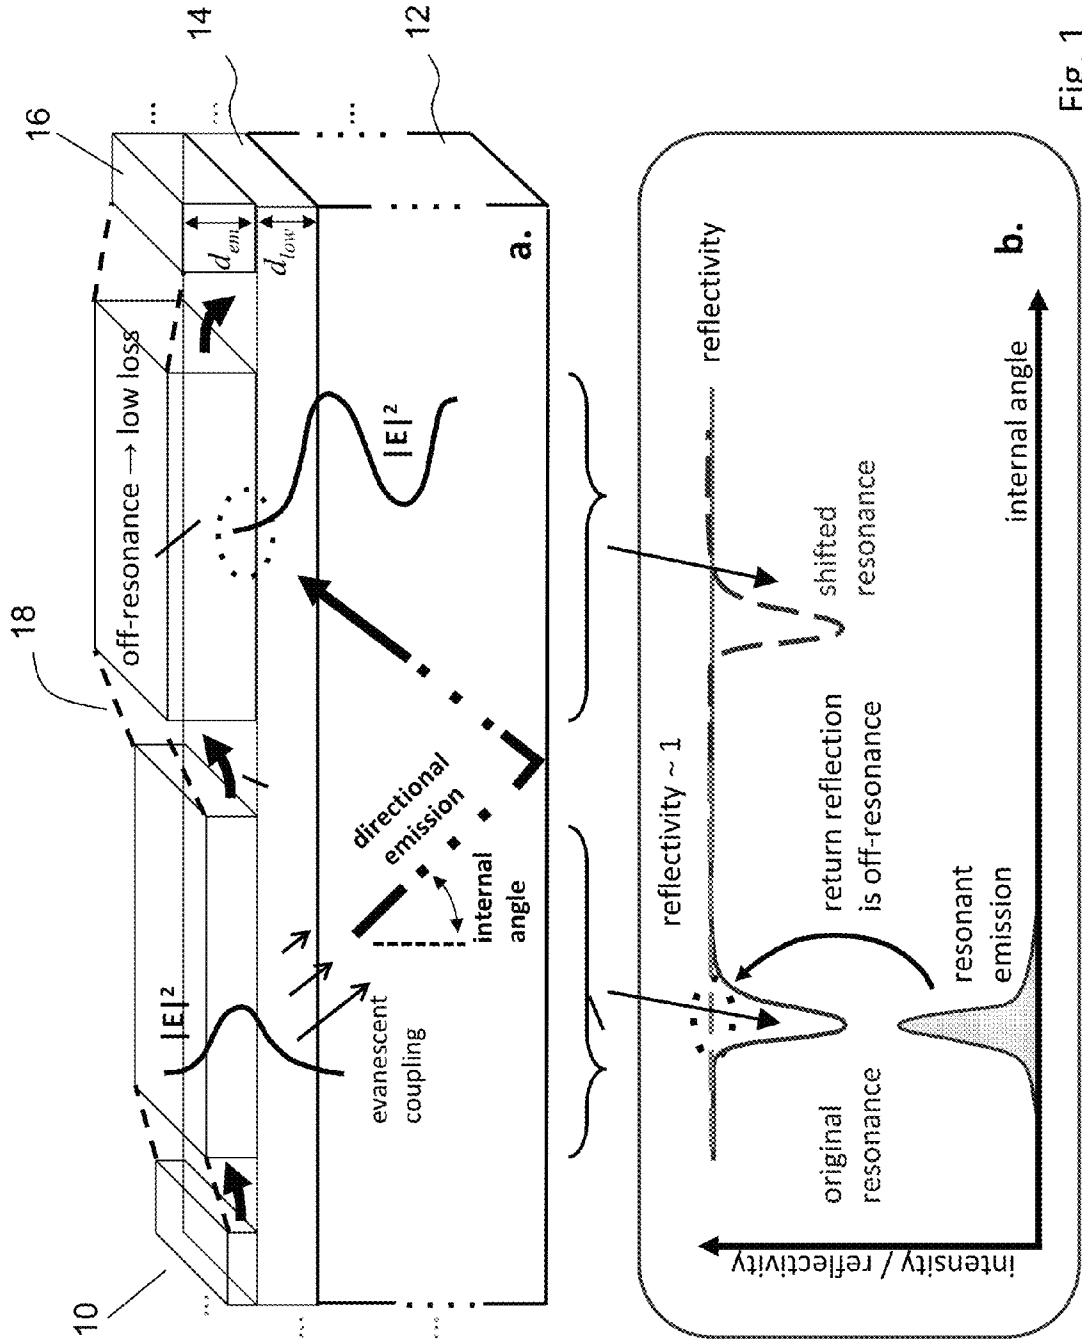 10
18
16
14
12
off-resonance → low loss
|E|²
|E|²
d_em
d_low
evanescent
coupling
directional
emission
internal
angle
a.
reflectivity ~ 1
reflectivity
original
resonance
return reflection
is off-resonance
shifted
resonance
resonant
emission
intensity / reflectivity
internal angle
b.
Fig. 1